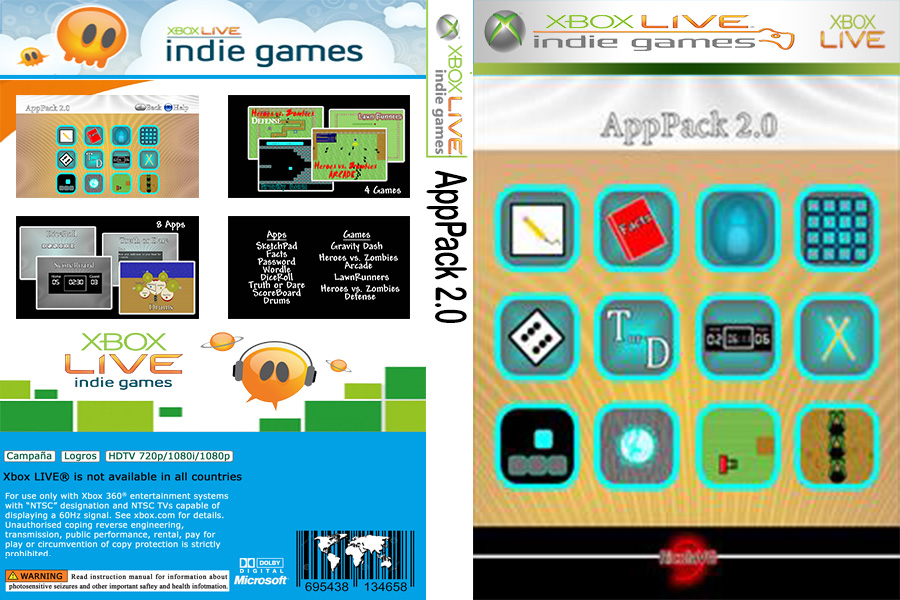 XBOX LIVE
indie games
AppPack 2.0
Back
Help
Heroes vs. Zombies
DEFENSE
LawnRunners
Gravity Dash
Heroes vs. Zombies
ARCADE
4 Games
8 Apps
DiceRoll
Truth or Dare
ScoreBoard
Home
Guest
05
02:30
03
Drums
Apps
SketchPad
Facts
Password
Wordle
DiceRoll
Truth or Dare
ScoreBoard
Drums
Games
Gravity Dash
Heroes vs. Zombies
Arcade
LawnRunners
Heroes vs. Zombies
Defense
XBOX
LIVE
indie games
Campaña
Logros
HDTV 720p/1080i/1080p
Xbox LIVE® is not available in all countries
For use only with Xbox 360® entertainment systems
with “NTSC” designation and NTSC TVs capable of
displaying a 60Hz signal. See xbox.com for details.
Unauthorised coping reverse engineering,
transmission, public performance, rental, pay for
play or circumvention of copy protection is strictly
prohibited.
WARNING
Read instruction manual for information about
photosensitive seizures and other important saftey and health infotmation.
DOLBY
DIGITAL
Microsoft®
695438 134658
XBOX LIVE
indie games
AppPack 2.0
XBOX LIVE
indie games
XBOX
LIVE
AppPack 2.0
Facts
T or D
02
06